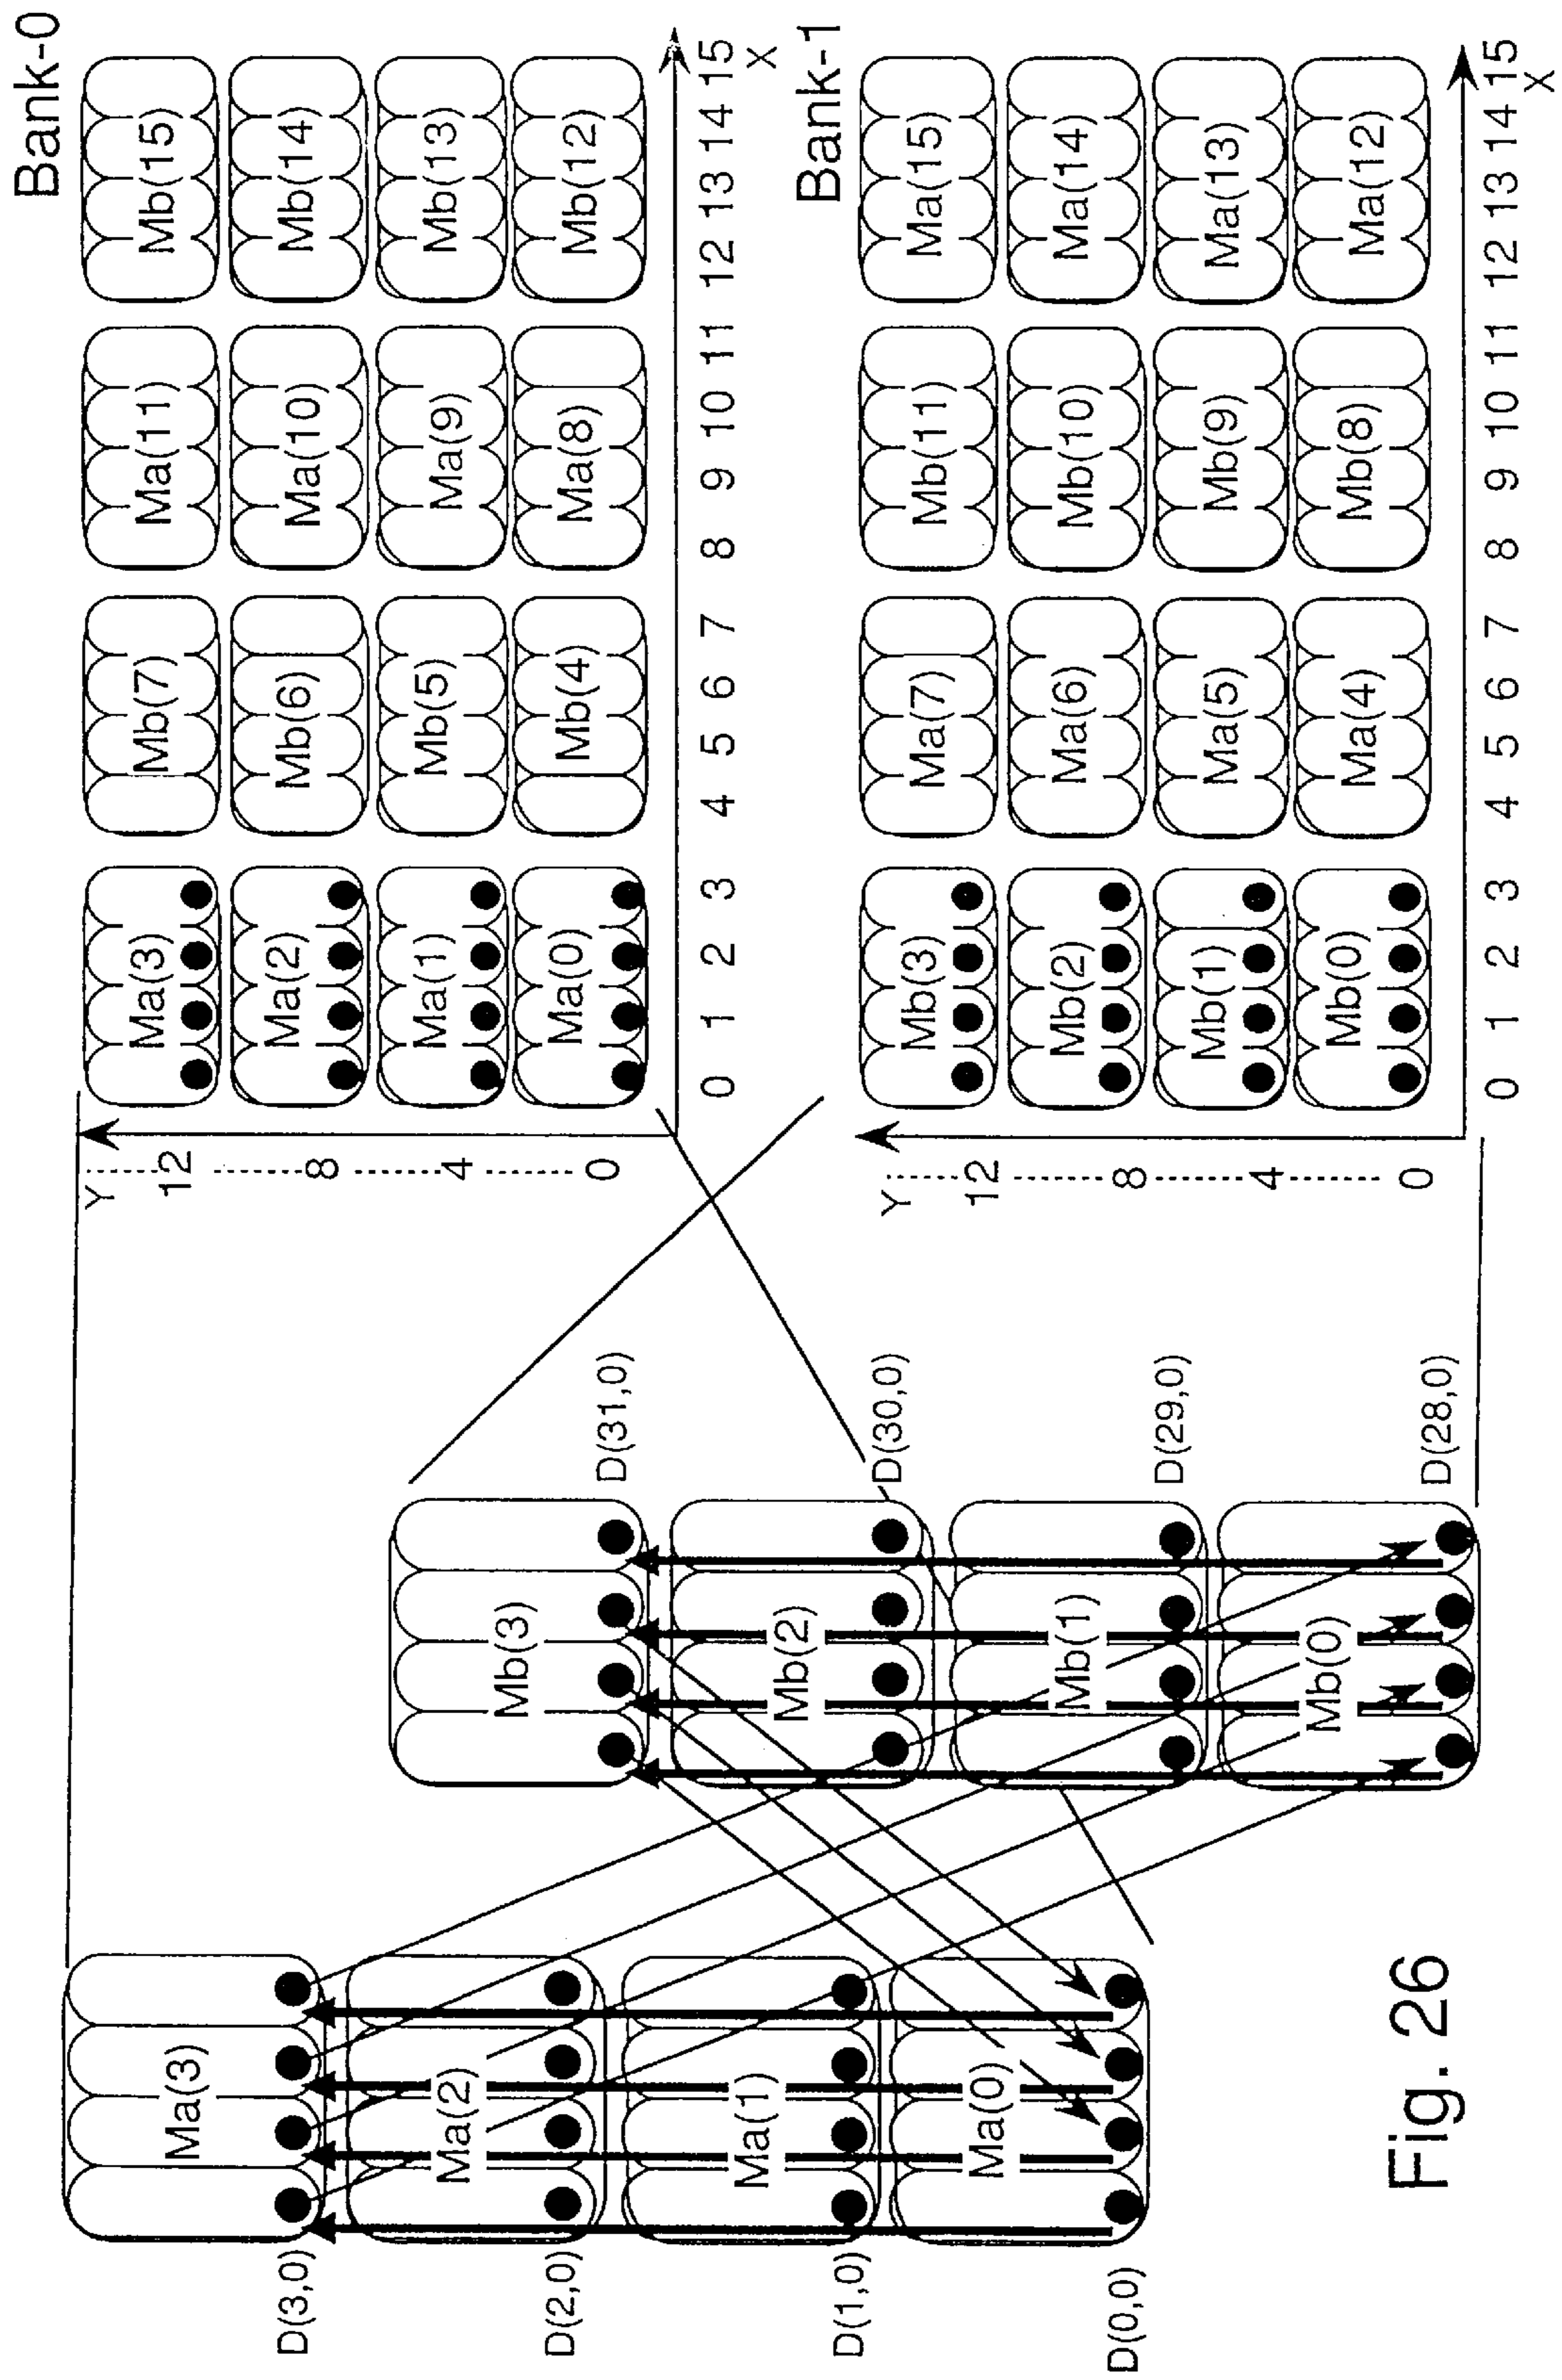 Bank-0
Ma(3) Mb(7) Ma(11) Mb(15)
Ma(2) Mb(6) Ma(10) Mb(14)
Ma(1) Mb(5) Ma(9) Mb(13)
Ma(0) Mb(4) Ma(8) Mb(12)
Y 12 8 4 0
0 1 2 3 4 5 6 7 8 9 10 11 12 13 14 15
X
Bank-1
Mb(3) Ma(7) Mb(11) Ma(15)
Mb(2) Ma(6) Mb(10) Ma(14)
Mb(1) Ma(5) Mb(9) Ma(13)
Mb(0) Ma(4) Mb(8) Ma(12)
Y 12 8 4 0
0 1 2 3 4 5 6 7 8 9 10 11 12 13 14 15
X
Ma(3)
D(3,0)
Ma(2)
D(2,0)
Ma(1)
D(1,0)
Ma(0)
D(0,0)
Mb(3)
D(31,0)
Mb(2)
D(30,0)
Mb(1)
D(29,0)
Mb(0)
D(28,0)
Fig. 26